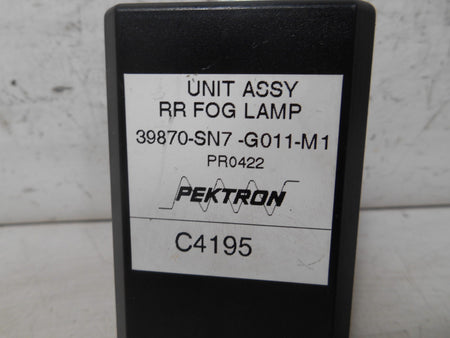 UNIT ASSY
RR FOG LAMP
39870-SN7 -G011-M1
PR0422
PEKTRON
C4195